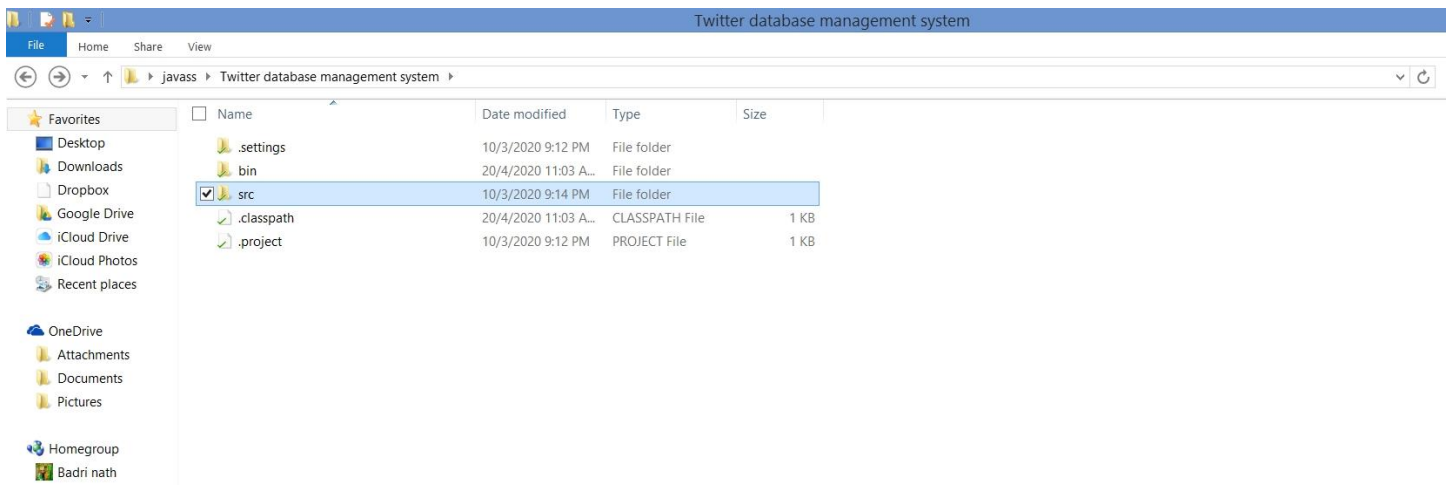 Twitter database management system
File Home Share View
javass Twitter database management system
Favorites
Desktop
Downloads
Dropbox
Google Drive
iCloud Drive
iCloud Photos
Recent places
OneDrive
Attachments
Documents
Pictures
Homegroup
Badri nath
Name Date modified Type Size
.settings 10/3/2020 9:12 PM File folder
bin 20/4/2020 11:03 A... File folder
src 10/3/2020 9:14 PM File folder
.classpath 20/4/2020 11:03 A... CLASSPATH File 1 KB
.project 10/3/2020 9:12 PM PROJECT File 1 KB